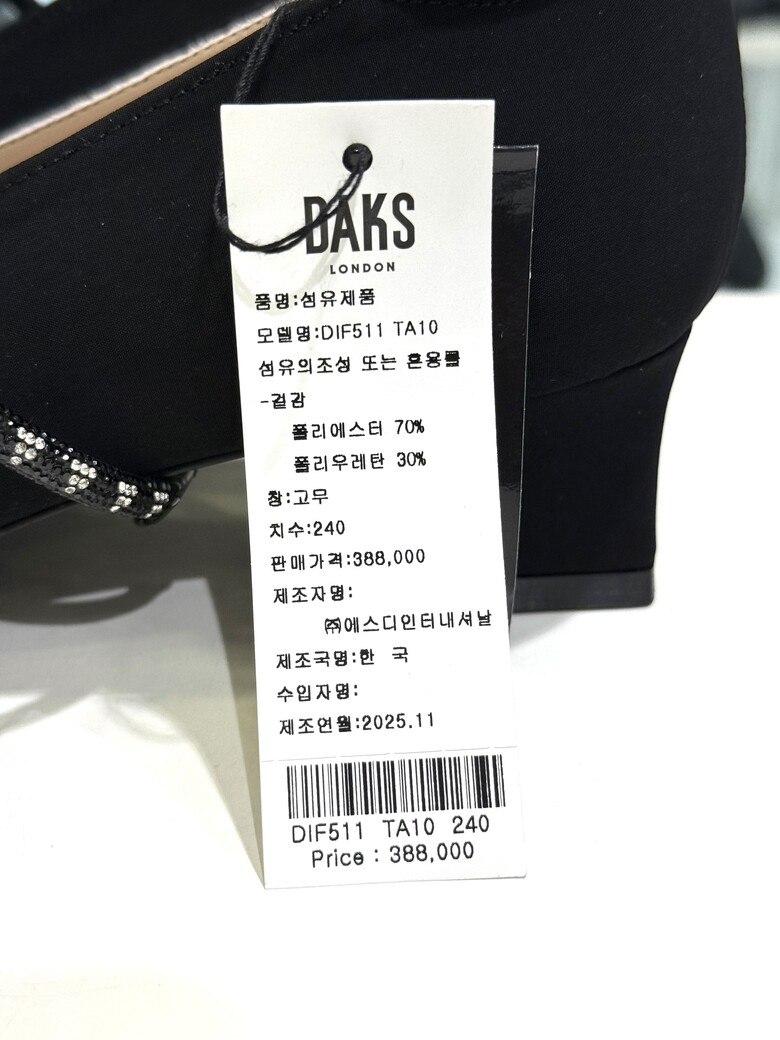 DAKS
LONDON
품명:섬유제품
모델명:DIF511 TA10
섬유의조성 또는 혼용률
-겉감
폴리에스터 70%
폴리우레탄 30%
창:고무
치수:240
판매가격:388,000
제조자명:
㈜에스디인터내셔날
제조국명:한 국
수입자명:
제조연월:2025.11
DIF511 TA10 240
Price : 388,000